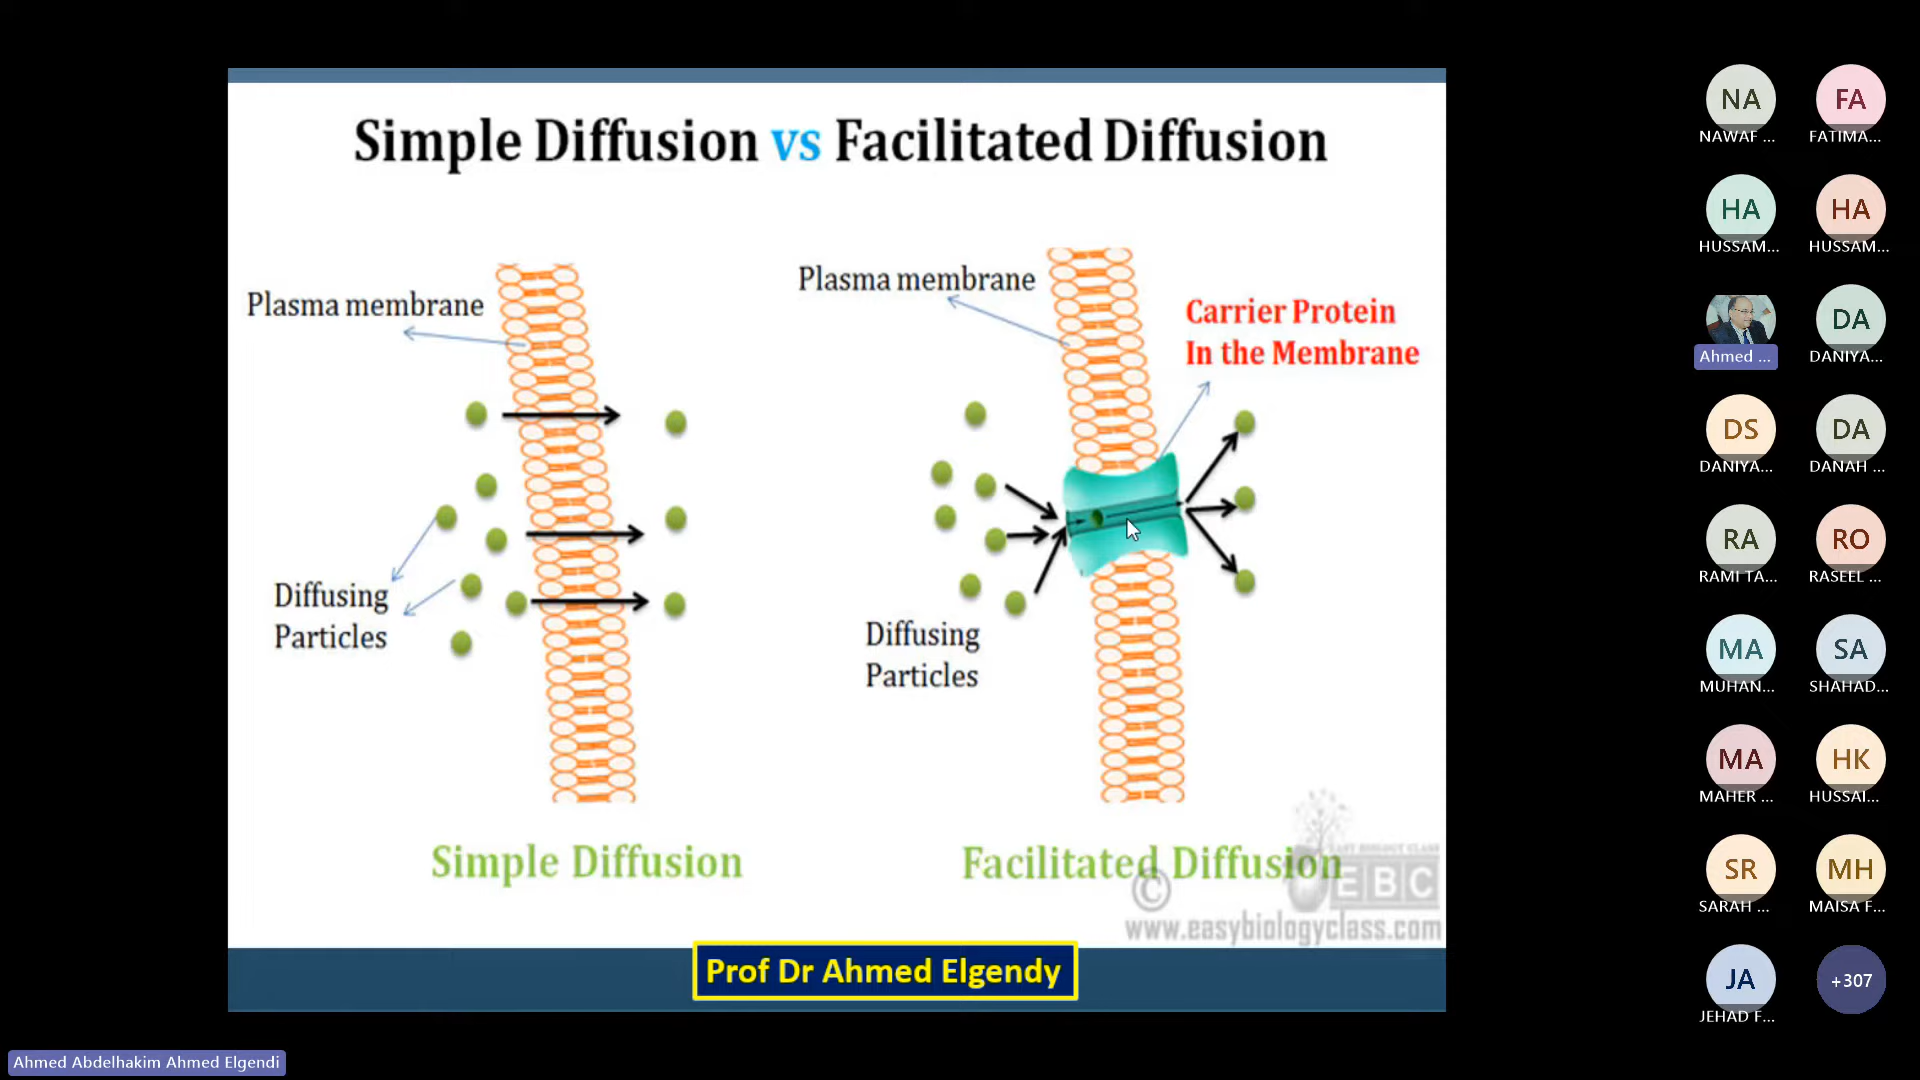 Simple Diffusion vs Facilitated Diffusion
Plasma membrane
Diffusing
Particles
Simple Diffusion
Plasma membrane
Carrier Protein
In the Membrane
Diffusing
Particles
Facilitated Diffusion
©
EBC
www.easybiologyclass.com
Prof Dr Ahmed Elgendy
Ahmed Abdelhakim Ahmed Elgendi
NA
NAWAF ...
FA
FATIMA...
HA
HUSSAM...
HA
HUSSAM...
Ahmed ...
DA
DANIYA...
DS
DANIYA...
DA
DANAH ...
RA
RAMI TA...
RO
RASEEL ...
MA
MUHAN...
SA
SHAHAD...
MA
MAHER ...
HK
HUSSAI...
SR
SARAH ...
MH
MAISA F...
JA
JEHAD F...
+307